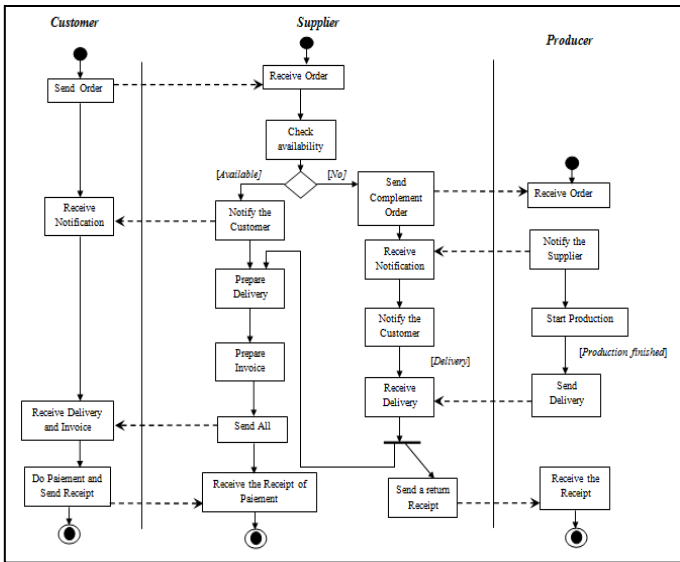 Customer
Supplier
Producer
Send Order
Receive Order
Check
availability
[Available]
[No]
Send
Complement
Order
Receive Order
Receive
Notification
Notify the
Customer
Receive
Notification
Notify the
Supplier
Prepare
Delivery
Notify the
Customer
Start Production
Prepare
Invoice
[Delivery]
[Production finished]
Receive
Delivery
Send
Delivery
Receive Delivery
and Invoice
Send All
Do Paiement and
Send Receipt
Receive the Receipt of
Paiement
Send a return
Receipt
Receive the
Receipt